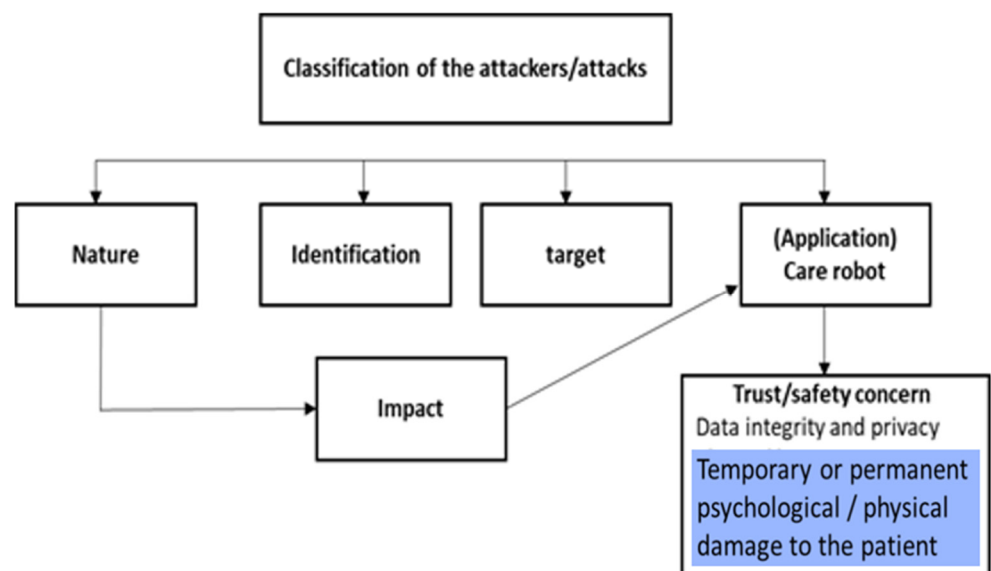 Classification of the attackers/attacks
Nature
Identification
target
(Application)
Care robot
Impact
Trust/safety concern
Data integrity and privacy
Temporary or permanent
psychological / physical
damage to the patient